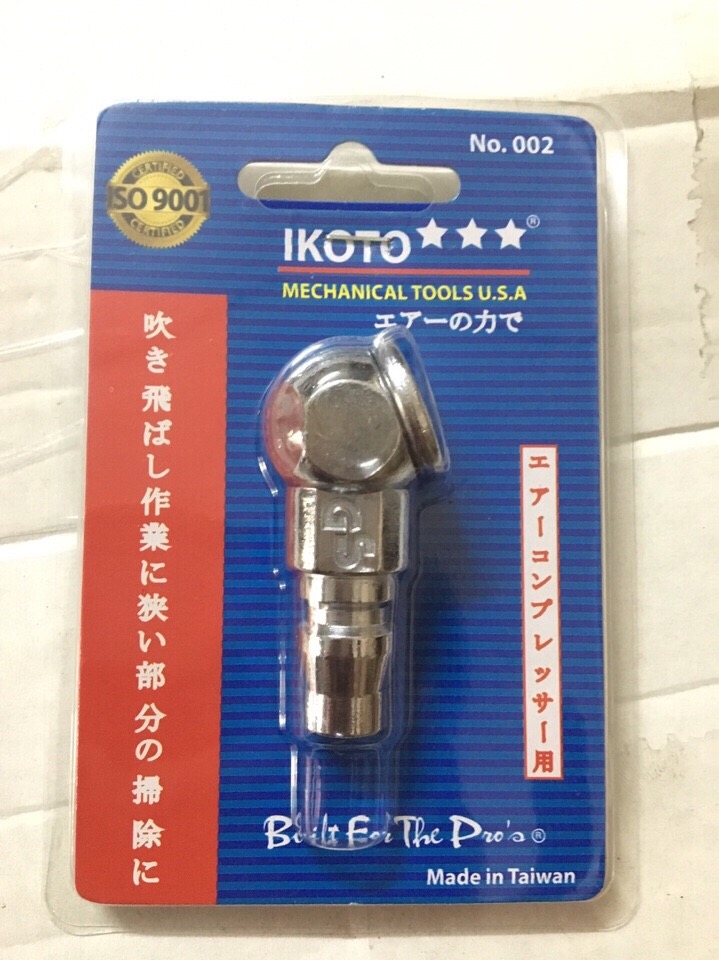 No. 002
CERTIFIED
ISO 9001
CERTIFIED
IKOTO ★★★®
MECHANICAL TOOLS U.S.A
エアーの力で
吹き飛ばし作業に狭い部分の掃除に
エアーコンプレッサー用
Built For The Pro's ®
Made in Taiwan